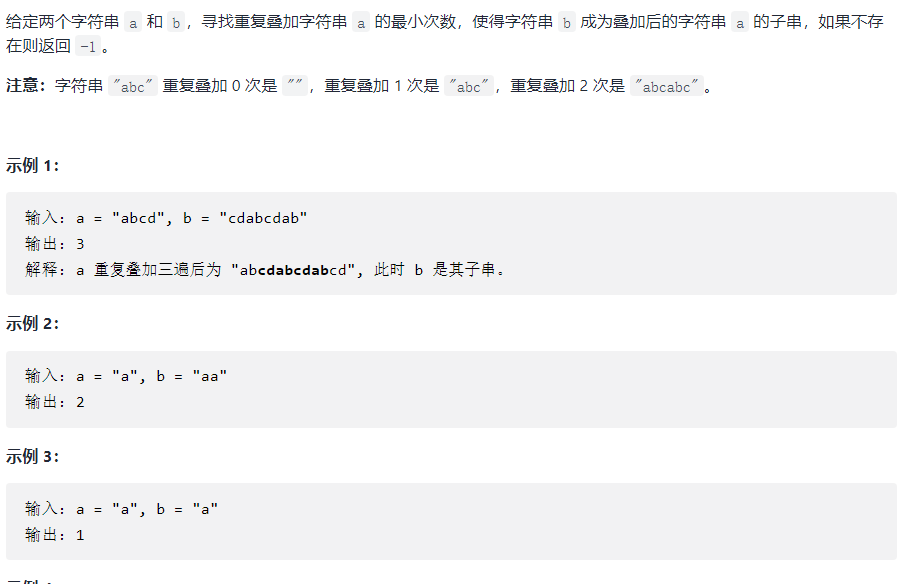 给定两个字符串 a 和 b，寻找重复叠加字符串 a 的最小次数，使得字符串 b 成为叠加后的字符串 a 的子串，如果不存
在则返回 -1。
注意：字符串 "abc" 重复叠加 0 次是 ""，重复叠加 1 次是 "abc"，重复叠加 2 次是 "abcabc"。
示例 1：
输入：a = "abcd", b = "cdabcdab"
输出：3
解释：a 重复叠加三遍后为 "abcdabcdabcd", 此时 b 是其子串。
示例 2：
输入：a = "a", b = "aa"
输出：2
示例 3：
输入：a = "a", b = "a"
输出：1